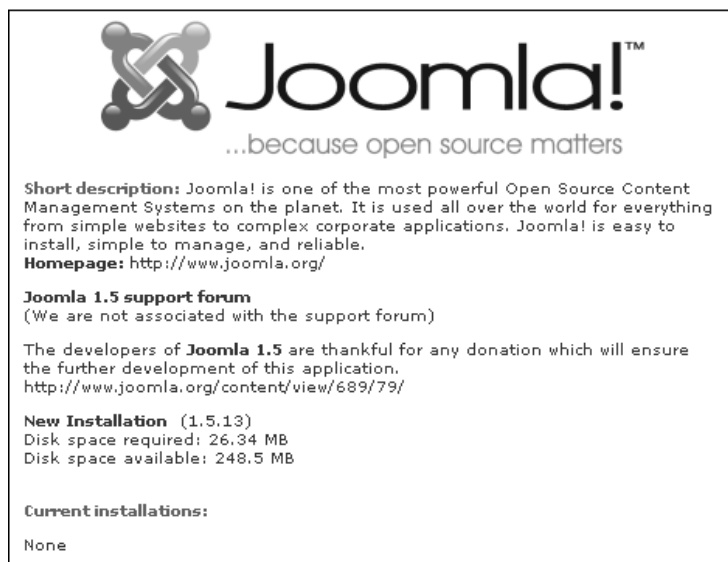 Joomla!™
...because open source matters
Short description: Joomla! is one of the most powerful Open Source Content
Management Systems on the planet. It is used all over the world for everything
from simple websites to complex corporate applications. Joomla! is easy to
install, simple to manage, and reliable.
Homepage: http://www.joomla.org/
Joomla 1.5 support forum
(We are not associated with the support forum)
The developers of Joomla 1.5 are thankful for any donation which will ensure
the further development of this application.
http://www.joomla.org/content/view/689/79/
New Installation (1.5.13)
Disk space required: 26.34 MB
Disk space available: 248.5 MB
Current installations:
None